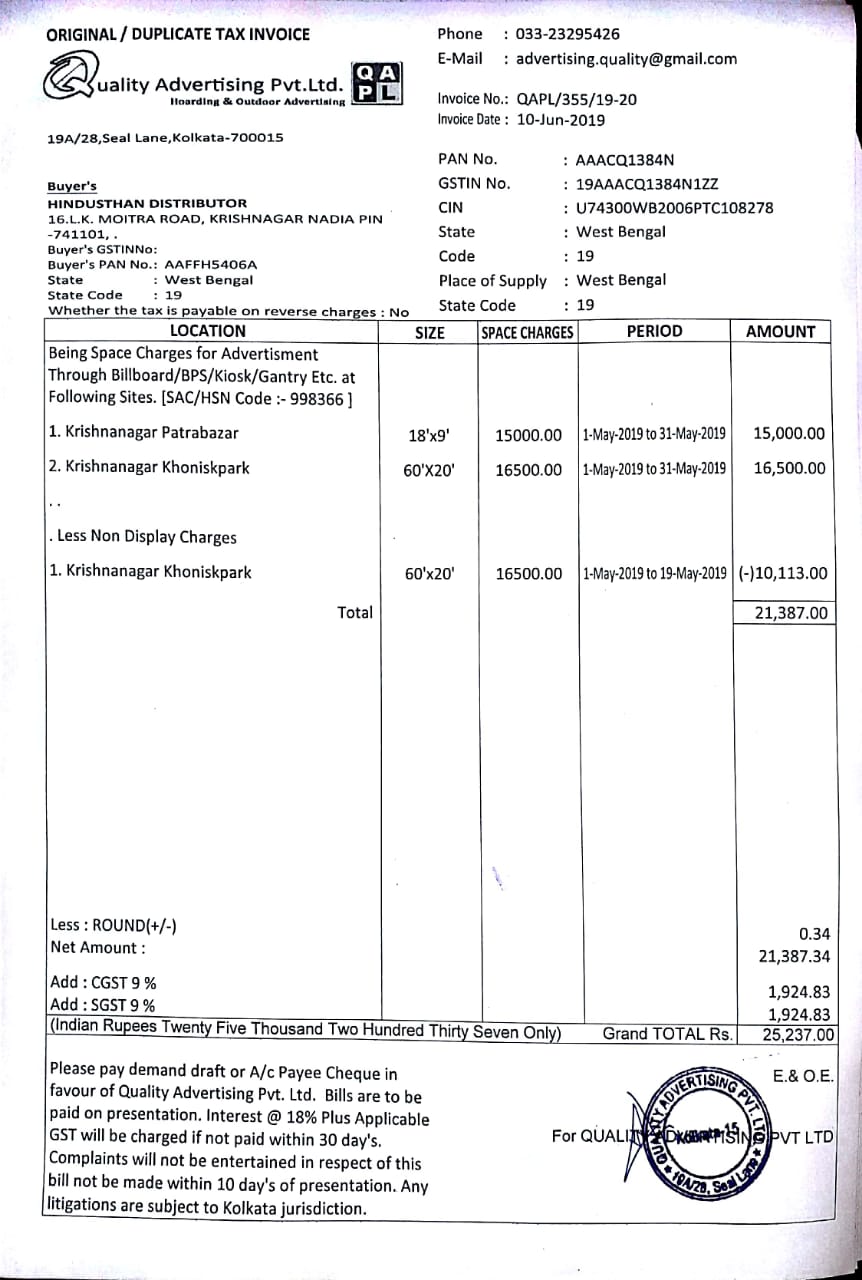 ORIGINAL / DUPLICATE TAX INVOICE
Quality Advertising Pvt.Ltd.
Hoarding & Outdoor Advertising
QA
PL
19A/28,Seal Lane,Kolkata-700015
Phone : 033-23295426
E-Mail : advertising.quality@gmail.com
Invoice No.: QAPL/355/19-20
Invoice Date : 10-Jun-2019
PAN No. : AAACQ1384N
GSTIN No. : 19AAACQ1384N1ZZ
CIN : U74300WB2006PTC108278
State : West Bengal
Code : 19
Place of Supply : West Bengal
State Code : 19
Buyer's
HINDUSTHAN DISTRIBUTOR
16.L.K. MOITRA ROAD, KRISHNAGAR NADIA PIN
-741101, .
Buyer's GSTINNo:
Buyer's PAN No.: AAFFH5406A
State : West Bengal
State Code : 19
Whether the tax is payable on reverse charges : No
LOCATION SIZE SPACE CHARGES PERIOD AMOUNT
Being Space Charges for Advertisment
Through Billboard/BPS/Kiosk/Gantry Etc. at
Following Sites. [SAC/HSN Code :- 998366 ]
1. Krishnanagar Patrabazar 18'x9' 15000.00 1-May-2019 to 31-May-2019 15,000.00
2. Krishnanagar Khoniskpark 60'X20' 16500.00 1-May-2019 to 31-May-2019 16,500.00
. .
. Less Non Display Charges
1. Krishnanagar Khoniskpark 60'x20' 16500.00 1-May-2019 to 19-May-2019 (-)10,113.00
Total 21,387.00
Less : ROUND(+/-) 0.34
Net Amount : 21,387.34
Add : CGST 9 % 1,924.83
Add : SGST 9 % 1,924.83
(Indian Rupees Twenty Five Thousand Two Hundred Thirty Seven Only) Grand TOTAL Rs. 25,237.00
Please pay demand draft or A/c Payee Cheque in
favour of Quality Advertising Pvt. Ltd. Bills are to be
paid on presentation. Interest @ 18% Plus Applicable
GST will be charged if not paid within 30 day's.
Complaints will not be entertained in respect of this
bill not be made within 10 day's of presentation. Any
litigations are subject to Kolkata jurisdiction.
E.& O.E.
For QUALITY ADVERTISING PVT LTD
QUALITY ADVERTISING PVT. LTD.
Kolkata-15
19A/28, Seal Lane